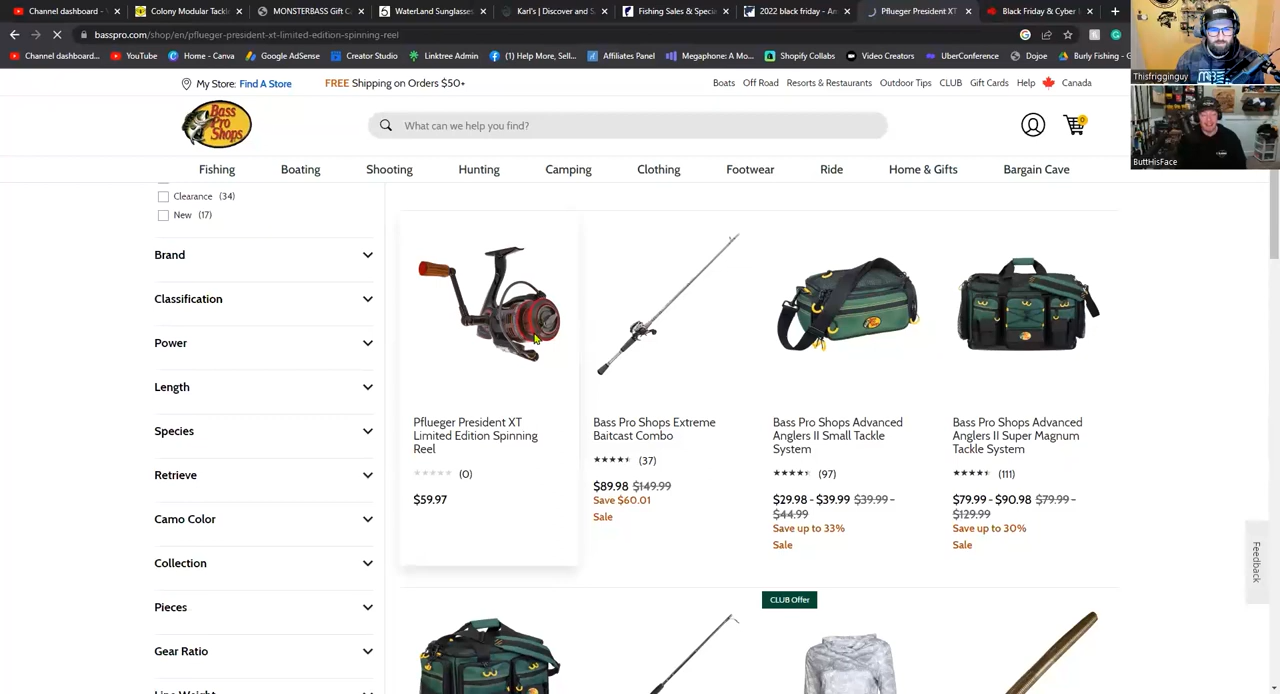 Channel dashboard -
Colony Modular Tackl
MONSTERBASS Gift C
WaterLand Sunglasse
Karl's | Discover and S
Fishing Sales & Speci
2022 black friday - An
Pflueger President XT
Black Friday & Cyber
basspro.com/shop/en/pflueger-president-xt-limited-edition-spinning-reel
Channel dashboard...
YouTube
Home - Canva
Google AdSense
Creator Studio
Linktree Admin
(1) Help More, Sell...
Affiliates Panel
Megaphone: A Mo...
Shopify Collabs
Video Creators
UberConference
Dojoe
Burly Fishing - G
Thisfrigginguy
ButtHisFace
My Store: Find A Store
FREE Shipping on Orders $50+
Boats
Off Road
Resorts & Restaurants
Outdoor Tips
CLUB
Gift Cards
Help
Canada
Bass
Pro
Shops
What can we help you find?
0
Fishing
Boating
Shooting
Hunting
Camping
Clothing
Footwear
Ride
Home & Gifts
Bargain Cave
Clearance (34)
New (17)
Brand
Classification
Power
Length
Species
Retrieve
Camo Color
Collection
Pieces
Gear Ratio
Line Weight
Pflueger President XT
Limited Edition Spinning
Reel
(0)
$59.97
Bass Pro Shops Extreme
Baitcast Combo
(37)
$89.98 $149.99
Save $60.01
Sale
Bass Pro Shops Advanced
Anglers II Small Tackle
System
(97)
$29.98 - $39.99 $39.99 -
$44.99
Save up to 33%
Sale
Bass Pro Shops Advanced
Anglers II Super Magnum
Tackle System
(111)
$79.99 - $90.98 $79.99 -
$129.99
Save up to 30%
Sale
CLUB Offer
Feedback